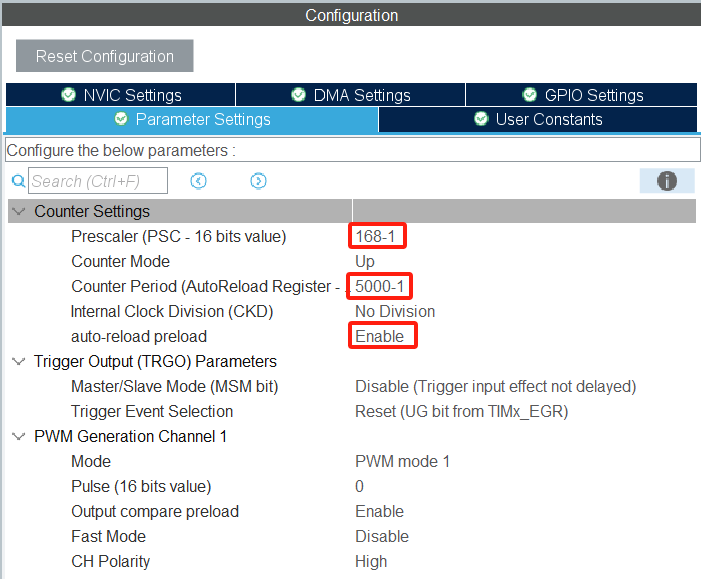 Configuration
Reset Configuration
NVIC Settings DMA Settings GPIO Settings
Parameter Settings User Constants
Configure the below parameters :
Search (Ctrl+F)
Counter Settings
Prescaler (PSC - 16 bits value) 168-1
Counter Mode Up
Counter Period (AutoReload Register - . 5000-1
Internal Clock Division (CKD) No Division
auto-reload preload Enable
Trigger Output (TRGO) Parameters
Master/Slave Mode (MSM bit) Disable (Trigger input effect not delayed)
Trigger Event Selection Reset (UG bit from TIMx_EGR)
PWM Generation Channel 1
Mode PWM mode 1
Pulse (16 bits value) 0
Output compare preload Enable
Fast Mode Disable
CH Polarity High